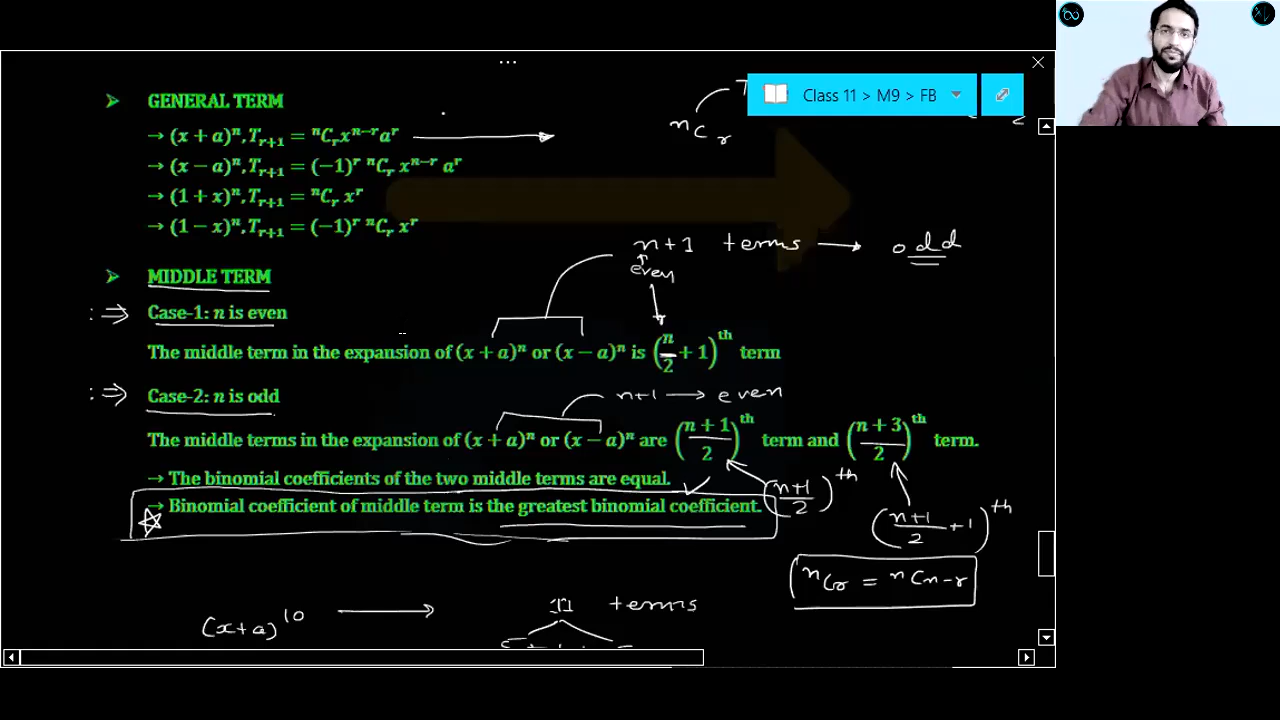 Class 11 > M9 > FB
➤ GENERAL TERM
ⁿCᵣ
→ (x + a)ⁿ, Tᵣ₊₁ = ⁿCᵣ xⁿ⁻ʳ aʳ
→ (x − a)ⁿ, Tᵣ₊₁ = (−1)ʳ ⁿCᵣ xⁿ⁻ʳ aʳ
→ (1 + x)ⁿ, Tᵣ₊₁ = ⁿCᵣ xʳ
→ (1 − x)ⁿ, Tᵣ₊₁ = (−1)ʳ ⁿCᵣ xʳ
n+1 terms → odd
even
➤ MIDDLE TERM
:⇒ Case-1: n is even
The middle term in the expansion of (x + a)ⁿ or (x − a)ⁿ is (n/2 + 1)ᵗʰ term
:⇒ Case-2: n is odd
n+1 → even
The middle terms in the expansion of (x + a)ⁿ or (x − a)ⁿ are ((n + 1)/2)ᵗʰ term and ((n + 3)/2)ᵗʰ term.
→ The binomial coefficients of the two middle terms are equal.
→ Binomial coefficient of middle term is the greatest binomial coefficient.
((n+1)/2)ᵗʰ
((n+1)/2 + 1)ᵗʰ
ⁿCᵣ = ⁿCₙ₋ᵣ
(x+a)¹⁰ → 11 terms